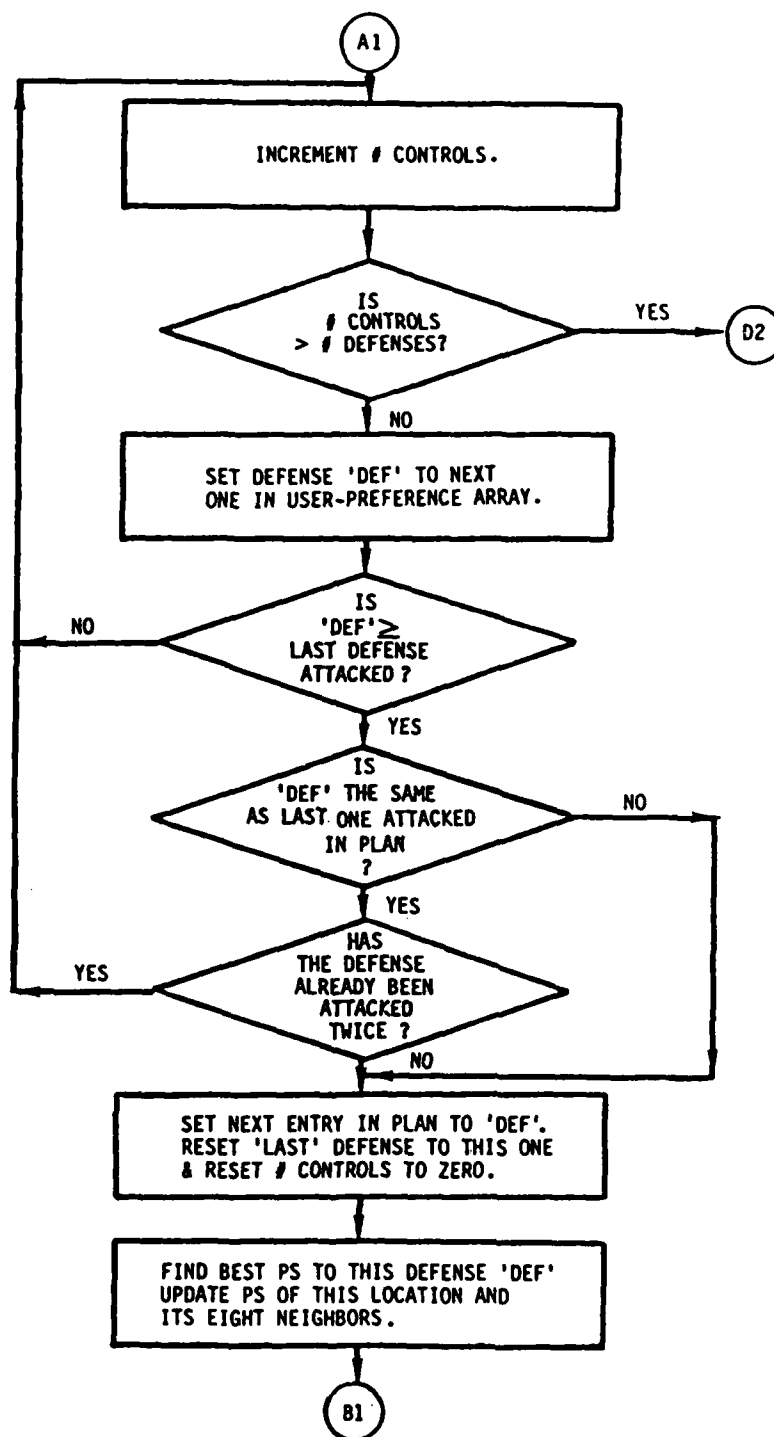 A1
INCREMENT # CONTROLS.
IS
# CONTROLS
> # DEFENSES?
YES
D2
NO
SET DEFENSE 'DEF' TO NEXT
ONE IN USER-PREFERENCE ARRAY.
IS
'DEF' ≥
LAST DEFENSE
ATTACKED ?
NO
YES
IS
'DEF' THE SAME
AS LAST ONE ATTACKED
IN PLAN
?
NO
YES
HAS
THE DEFENSE
ALREADY BEEN
ATTACKED
TWICE ?
YES
NO
SET NEXT ENTRY IN PLAN TO 'DEF'.
RESET 'LAST' DEFENSE TO THIS ONE
& RESET # CONTROLS TO ZERO.
FIND BEST PS TO THIS DEFENSE 'DEF'
UPDATE PS OF THIS LOCATION AND
ITS EIGHT NEIGHBORS.
B1